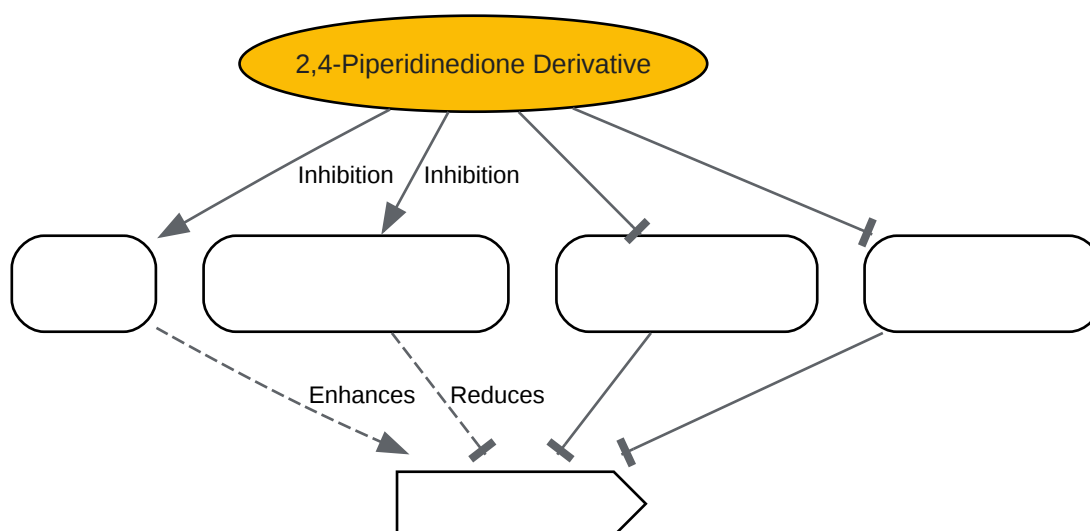 2,4-Piperidinedione Derivative
Inhibition
Inhibition
Enhances
Reduces